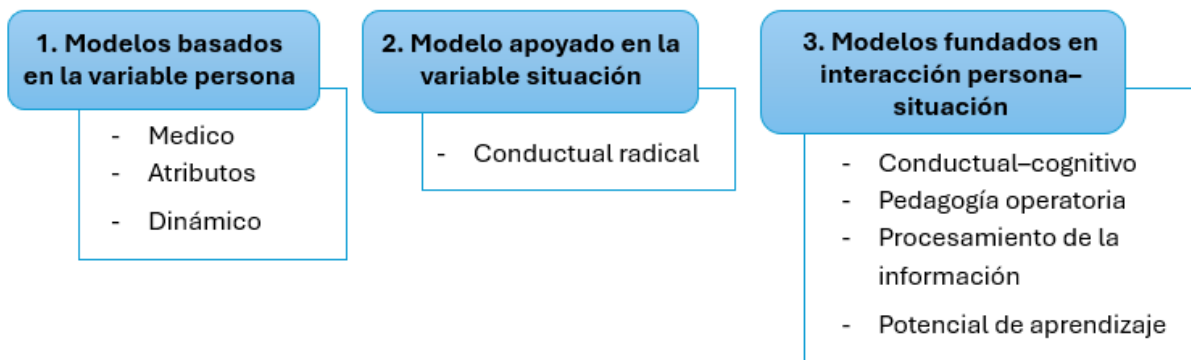 1. Modelos basados
en la variable persona
- Medico
- Atributos
- Dinámico
2. Modelo apoyado en la
variable situación
- Conductual radical
3. Modelos fundados en
interacción persona–
situación
- Conductual–cognitivo
- Pedagogía operatoria
- Procesamiento de la
información
- Potencial de aprendizaje